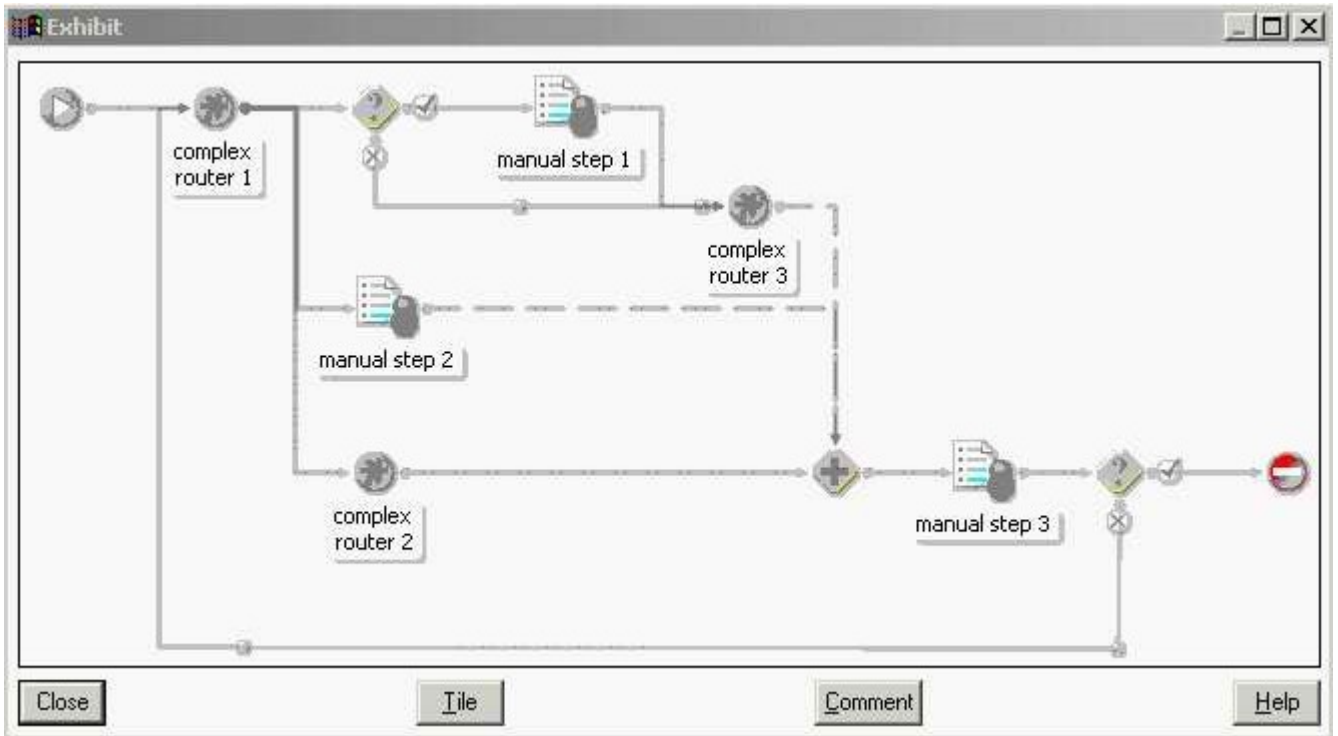 Exhibit
complex
router 1
manual step 1
complex
router 3
manual step 2
complex
router 2
manual step 3
Close
Tile
Comment
Help